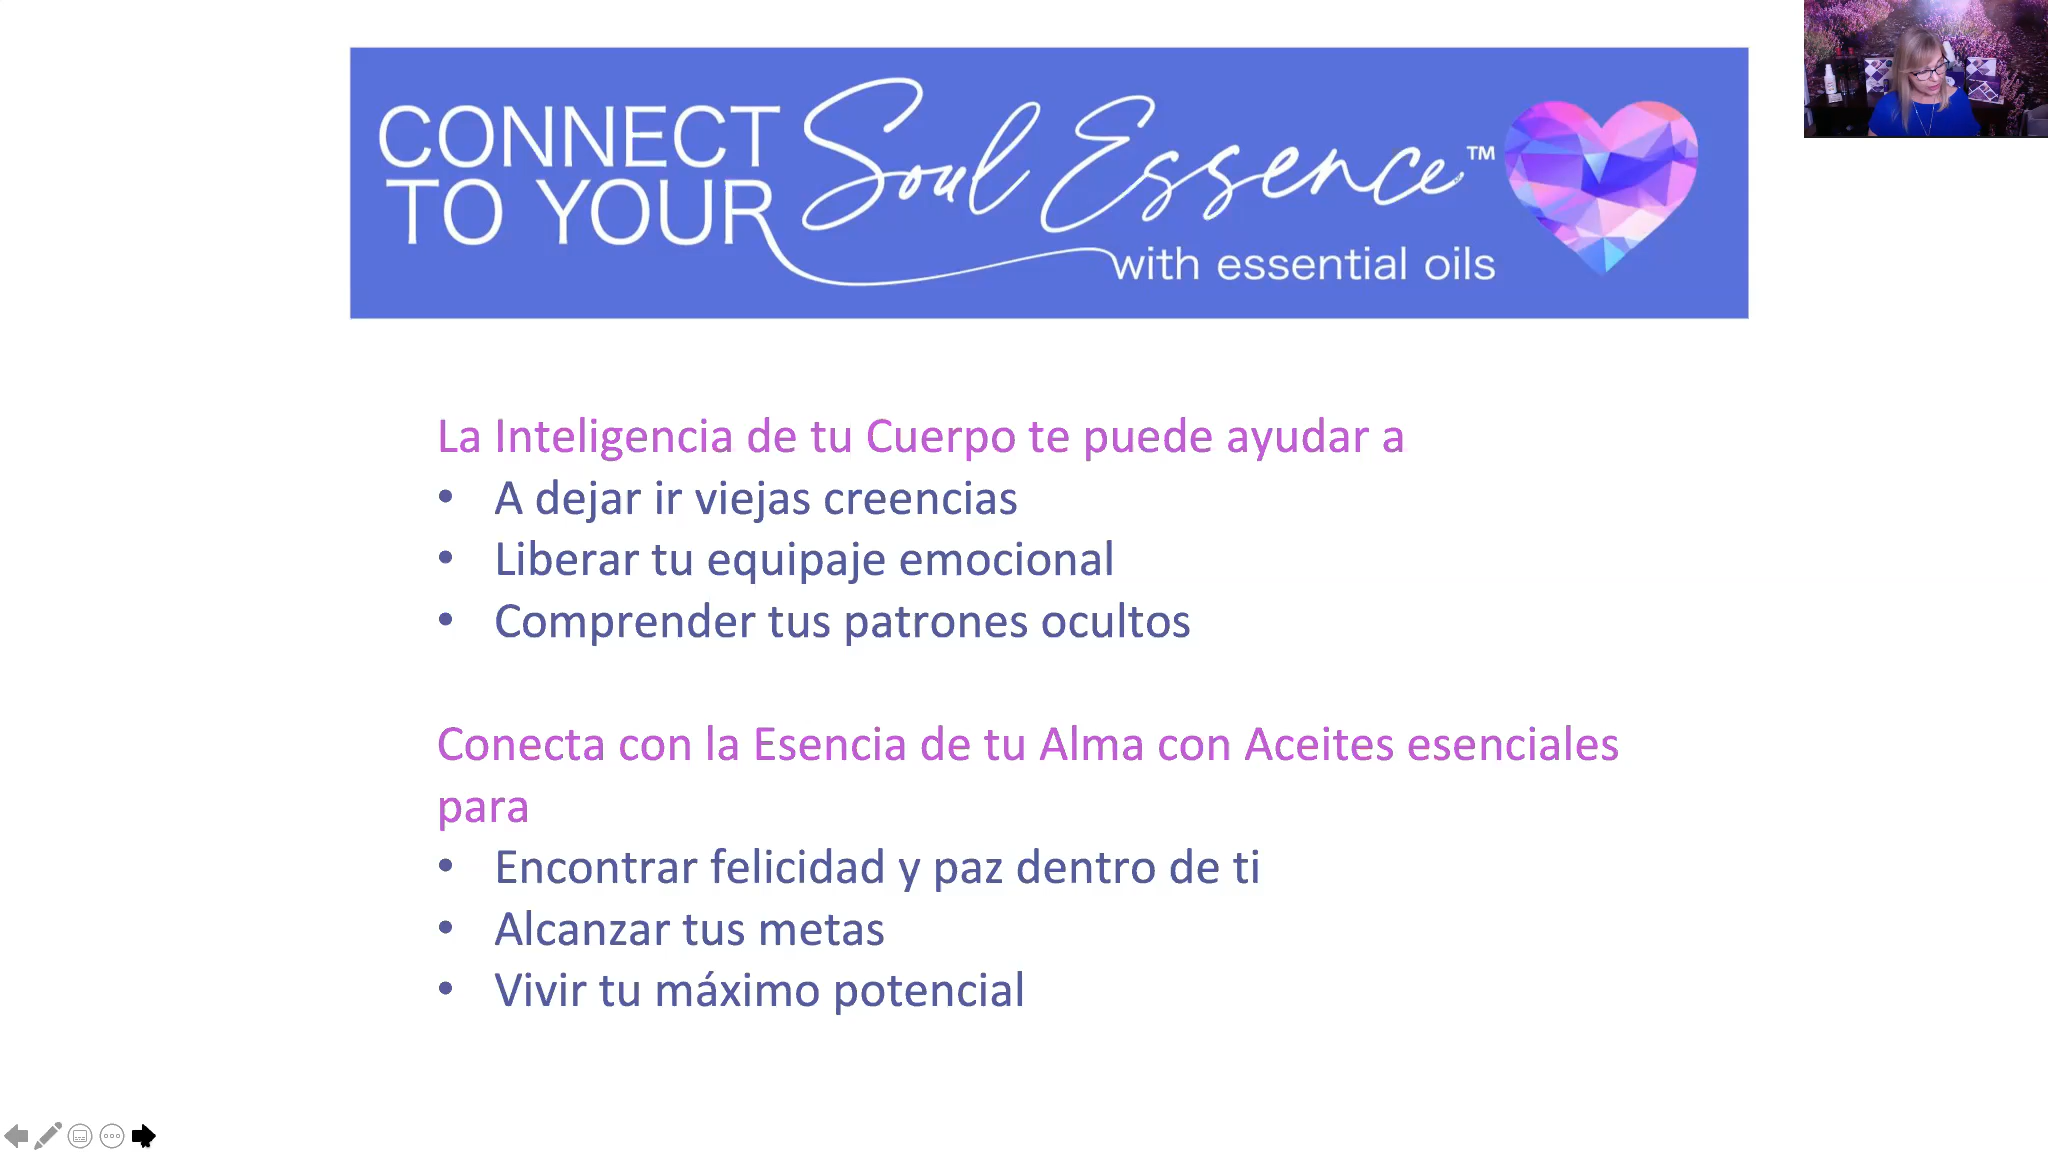 CONNECT
TO YOUR Soul Essence™
with essential oils
La Inteligencia de tu Cuerpo te puede ayudar a
• A dejar ir viejas creencias
• Liberar tu equipaje emocional
• Comprender tus patrones ocultos
Conecta con la Esencia de tu Alma con Aceites esenciales
para
• Encontrar felicidad y paz dentro de ti
• Alcanzar tus metas
• Vivir tu máximo potencial